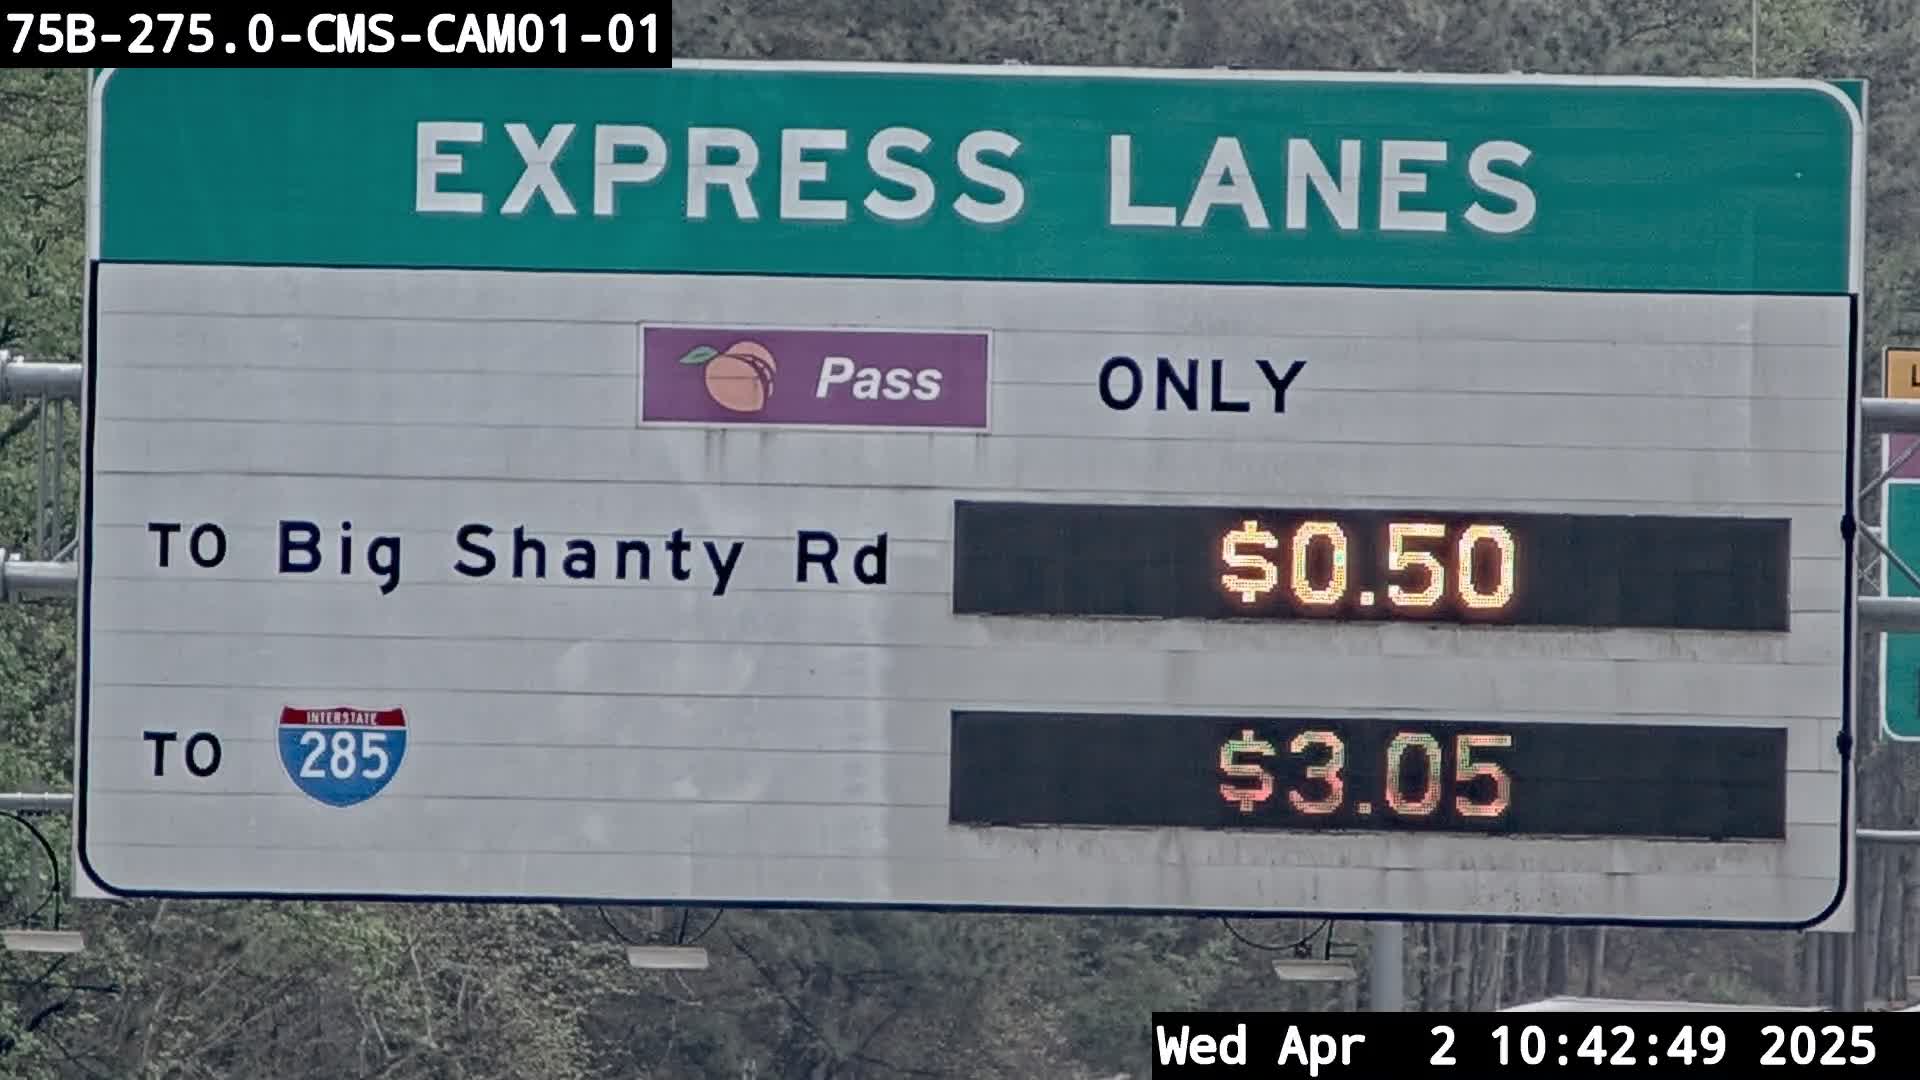 75B-275.0-CMS-CAM01-01
EXPRESS LANES
Pass ONLY
TO Big Shanty Rd $0.50
TO INTERSTATE 285 $3.05
Wed Apr 2 10:42:49 2025